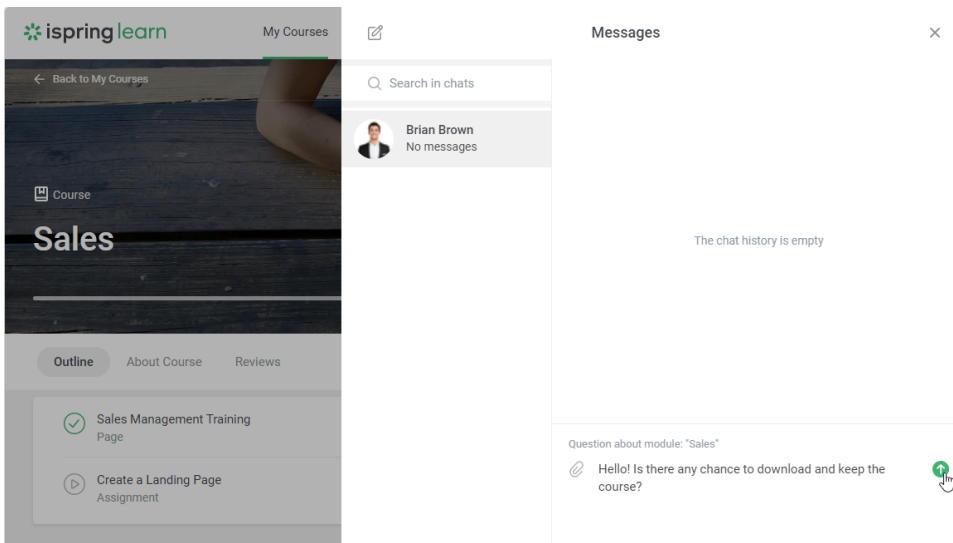 ispring learn
My Courses
Back to My Courses
Course
Sales
Outline
About Course
Reviews
Sales Management Training
Page
Create a Landing Page
Assignment
Messages
Search in chats
Brian Brown
No messages
The chat history is empty
Question about module: "Sales"
Hello! Is there any chance to download and keep the
course?